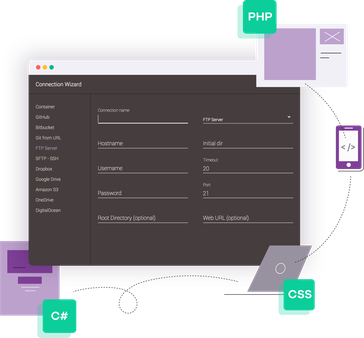 PHP
Connection Wizard
Container
GitHub
Bitbucket
Git from URL
FTP Server
SFTP - SSH
Dropbox
Google Drive
Amazon S3
OneDrive
DigitalOcean
Connection name
FTP Server
Hostname
Initial dir
Timeout
Username
20
Port
Password
21
Root Directory (optional)
Web URL (optional)
</>
CSS
C#